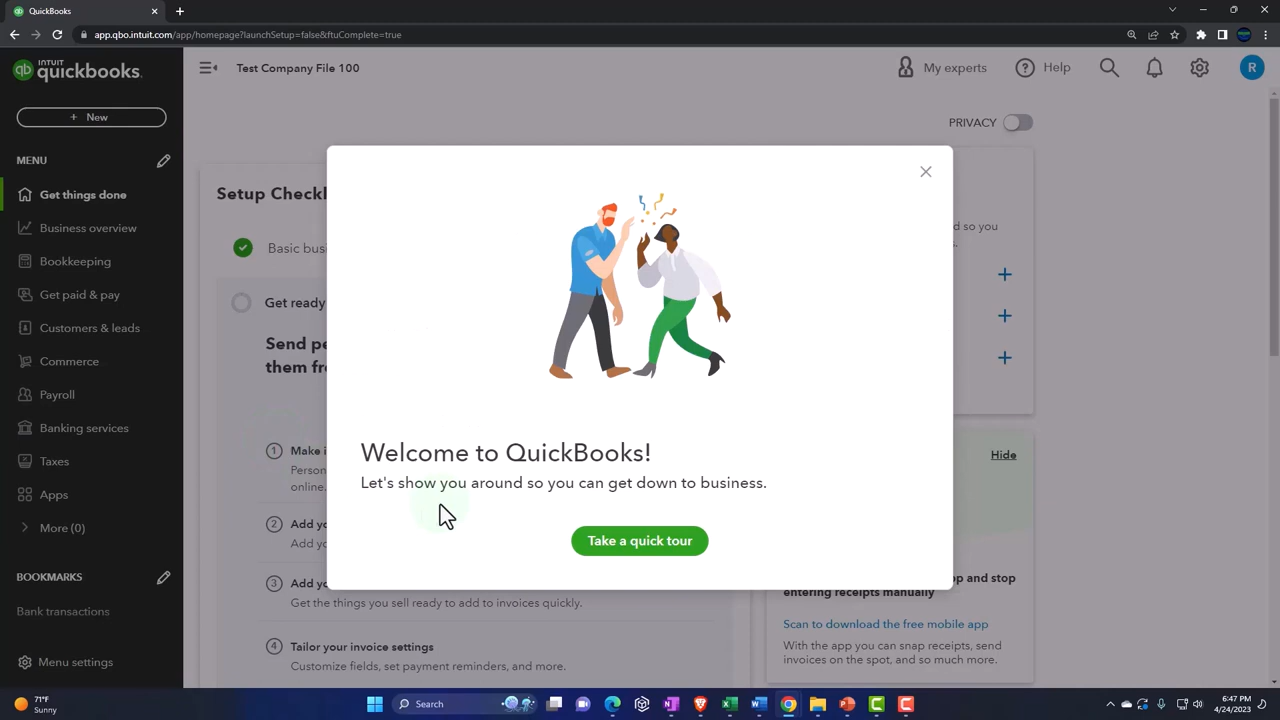 QuickBooks
app.qbo.intuit.com/app/homepage?launchSetup=false&ftuComplete=true
INTUIT
quickbooks.
Test Company File 100
My experts
Help
R
+ New
PRIVACY
MENU
Get things done
Business overview
Bookkeeping
Get paid & pay
Customers & leads
Commerce
Payroll
Banking services
Taxes
Apps
More (0)
BOOKMARKS
Bank transactions
Menu settings
Setup Checkl
Basic bus
Get ready
Send pe
them fr
1 Make i
Person
online.
2 Add yo
Add yo
3 Add yo
Get the things you sell ready to add to invoices quickly.
4 Tailor your invoice settings
Customize fields, set payment reminders, and more.
Welcome to QuickBooks!
Let's show you around so you can get down to business.
Take a quick tour
d so you
s.
Hide
pp and stop
entering receipts manually
Scan to download the free mobile app
With the app you can snap receipts, send
invoices on the spot, and so much more.
71°F
Sunny
Search
6:47 PM
4/24/2023